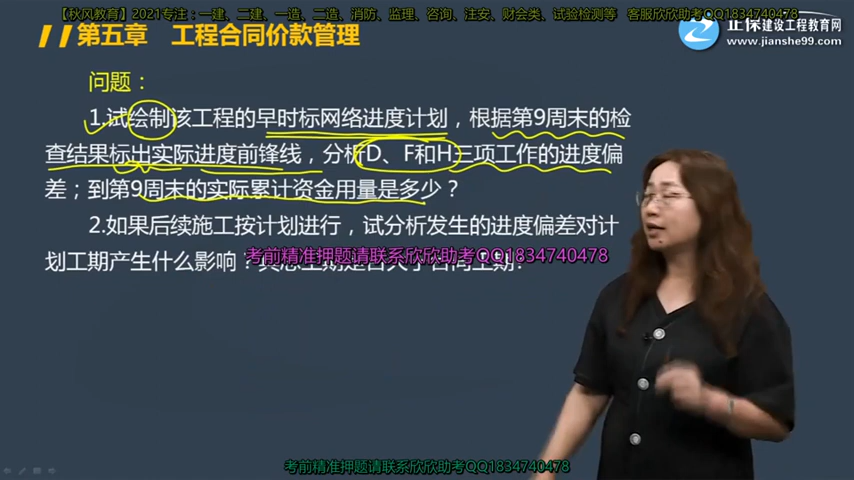 【秋风教育】2021专注：一建、二建、一造、二造、消防、监理、咨询、注安、财会类、试验检测等 客服欣欣助考QQ1834740478
第五章 工程合同价款管理
正保建设工程教育网
www.jianshe99.com
问题：
1.试绘制该工程的早时标网络进度计划，根据第9周末的检
查结果标出实际进度前锋线，分析D、F和H三项工作的进度偏
差；到第9周末的实际累计资金用量是多少？
2.如果后续施工按计划进行，试分析发生的进度偏差对计
划工期产生什么影响？
考前精准押题请联系欣欣助考QQ1834740478
考前精准押题请联系欣欣助考QQ1834740478